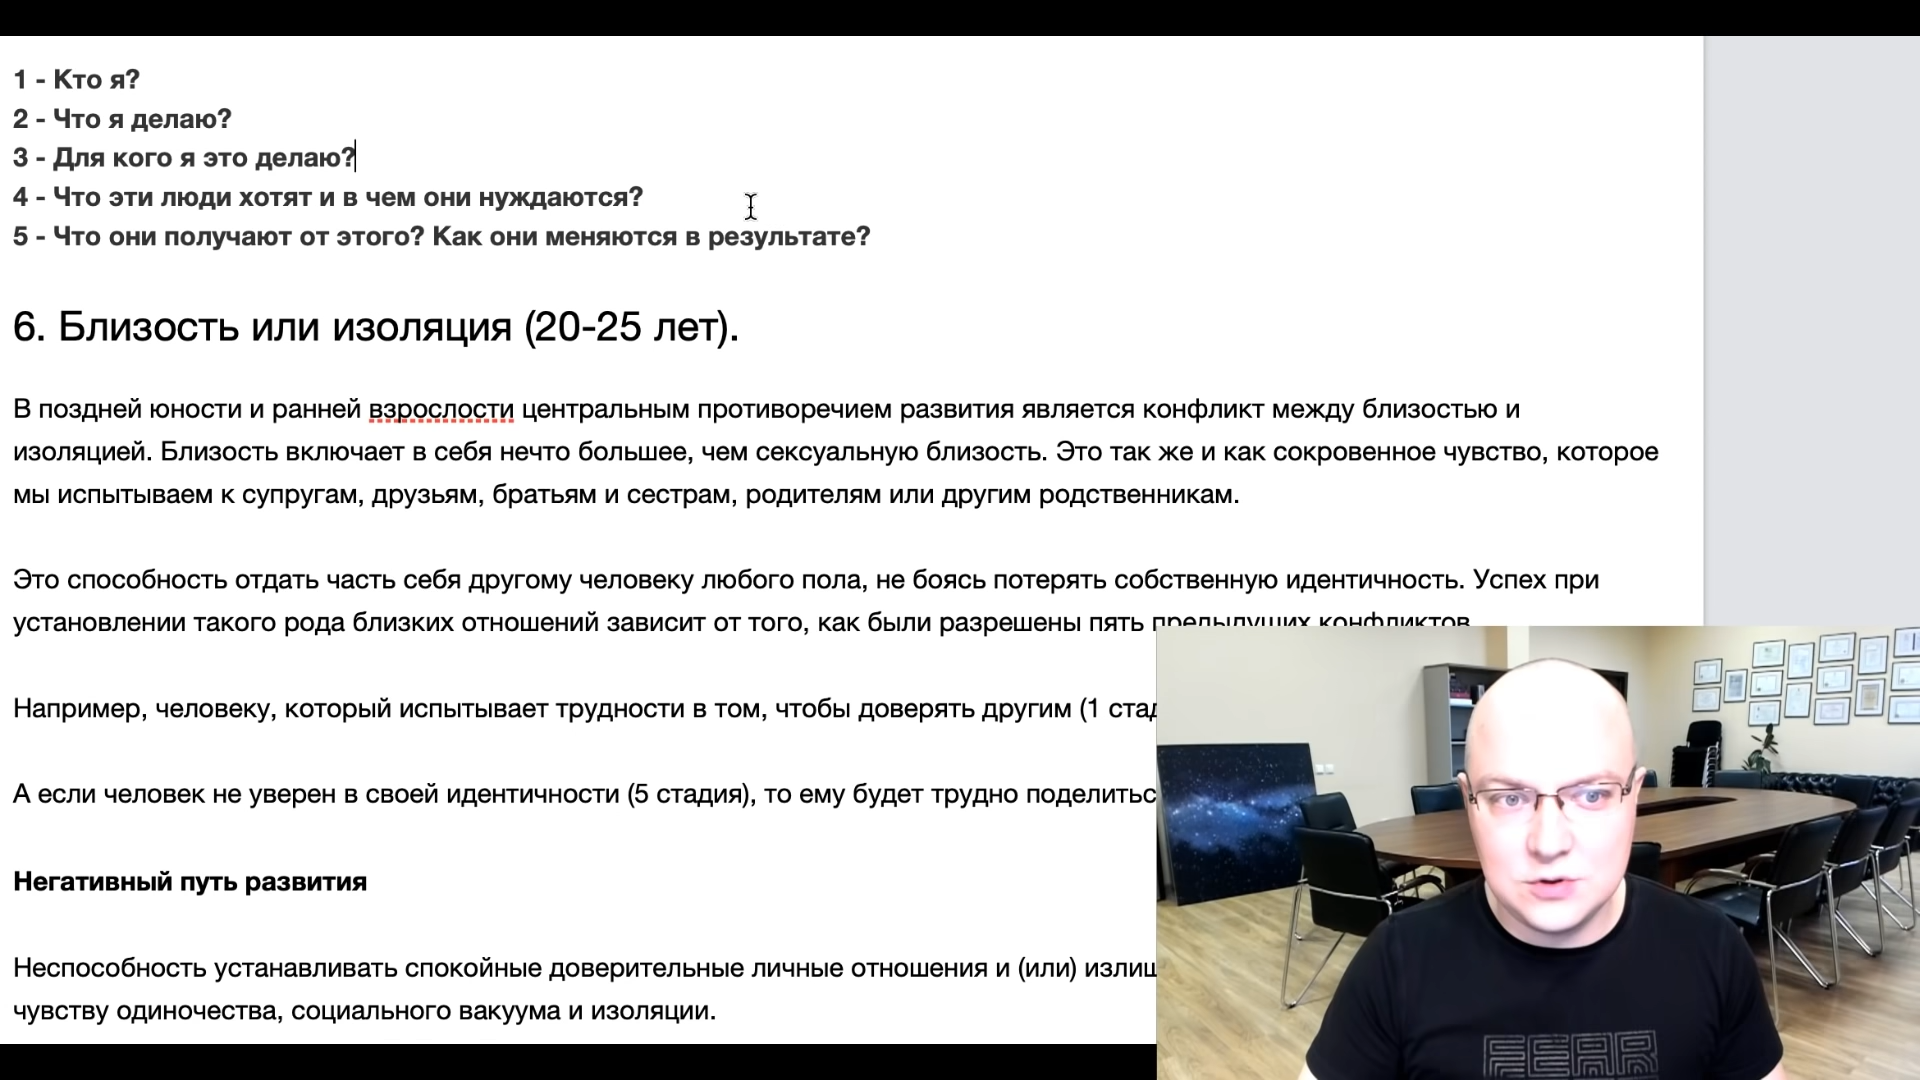 1 - Кто я?
2 - Что я делаю?
3 - Для кого я это делаю?
4 - Что эти люди хотят и в чем они нуждаются?
5 - Что они получают от этого? Как они меняются в результате?
6. Близость или изоляция (20-25 лет).
В поздней юности и ранней взрослости центральным противоречием развития является конфликт между близостью и
изоляцией. Близость включает в себя нечто большее, чем сексуальную близость. Это так же и как сокровенное чувство, которое
мы испытываем к супругам, друзьям, братьям и сестрам, родителям или другим родственникам.
Это способность отдать часть себя другому человеку любого пола, не боясь потерять собственную идентичность. Успех при
установлении такого рода близких отношений зависит от того, как были разрешены пять предыдущих конфликтов
Например, человеку, который испытывает трудности в том, чтобы доверять другим (1
А если человек не уверен в своей идентичности (5 стадия), то ему будет трудно
Негативный путь развития
Неспособность устанавливать спокойные доверительные личные отношения и (или)
чувству одиночества, социального вакуума и изоляции.
FEAR